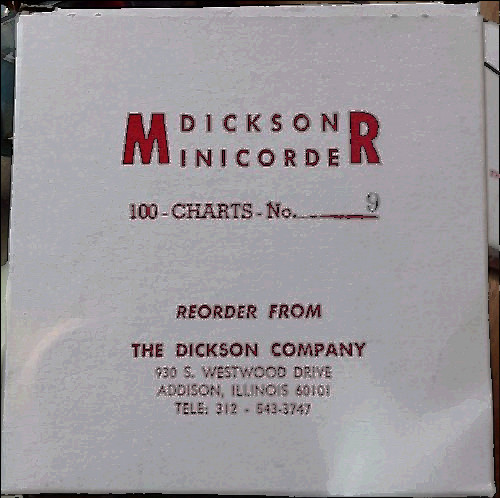 DICKSON
MINICORDER
100-CHARTS-No. 9
REORDER FROM
THE DICKSON COMPANY
930 S. WESTWOOD DRIVE
ADDISON, ILLINOIS 60101
TELE: 312 - 543-3747